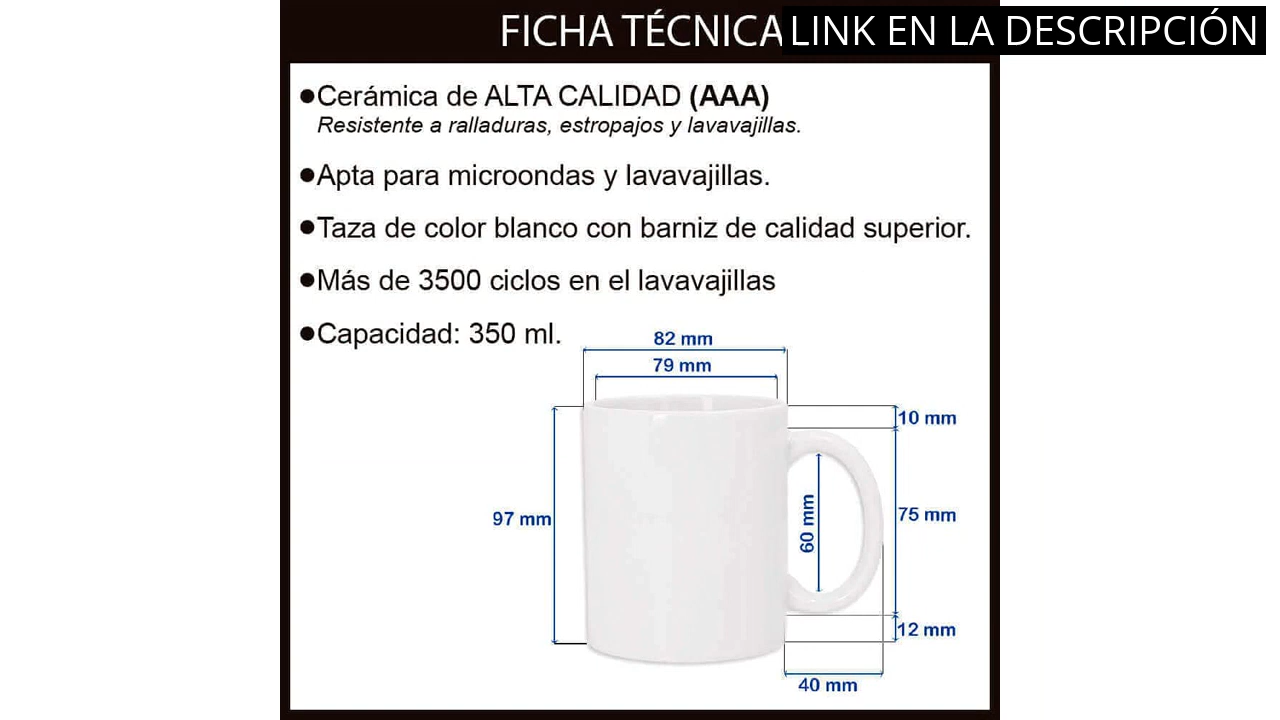 FICHA TÉCNICA
LINK EN LA DESCRIPCIÓN
●Cerámica de ALTA CALIDAD (AAA)
Resistente a ralladuras, estropajos y lavavajillas.
●Apta para microondas y lavavajillas.
●Taza de color blanco con barniz de calidad superior.
●Más de 3500 ciclos en el lavavajillas
●Capacidad: 350 ml.
82 mm
79 mm
10 mm
97 mm
60 mm
75 mm
12 mm
40 mm